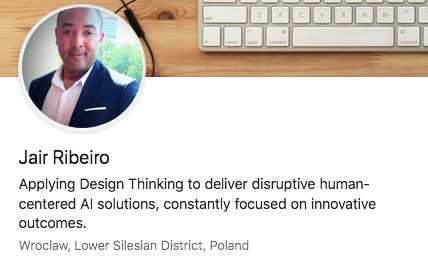 Jair Ribeiro
Applying Design Thinking to deliver disruptive human-
centered AI solutions, constantly focused on innovative
outcomes.
Wroclaw, Lower Silesian District, Poland